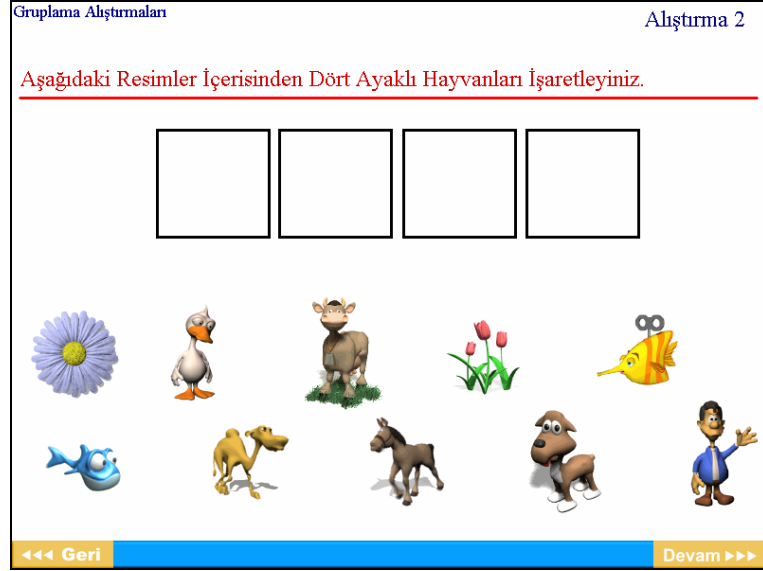 Gruplama Alıştırmaları
Alıştırma 2
Aşağıdaki Resimler İçerisinden Dört Ayaklı Hayvanları İşaretleyiniz.
◄◄◄ Geri
Devam ►►►